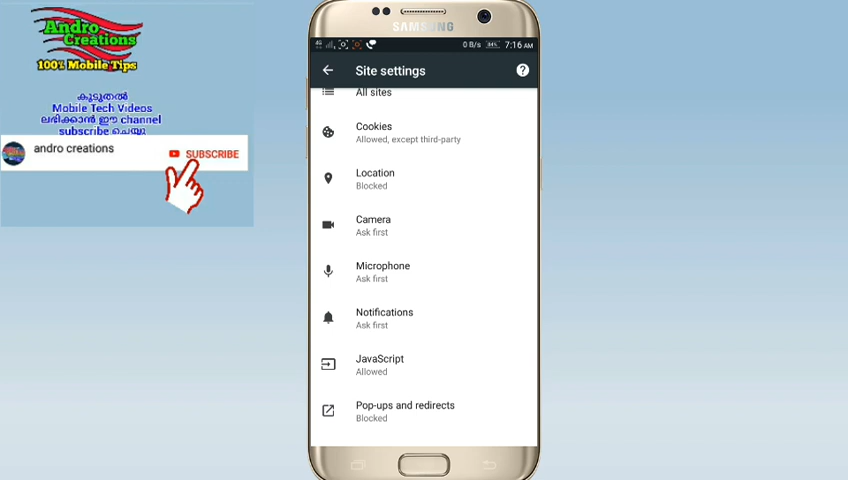 Andro
Creations
100% Mobile Tips
കൂടുതൽ
Mobile Tech Videos
ലഭിക്കാൻ ഈ channel
subscribe ചെയ്യു
andro creations
SUBSCRIBE
SAMSUNG
0 B/s 84% 7:16 AM
Site settings
All sites
Cookies
Allowed, except third-party
Location
Blocked
Camera
Ask first
Microphone
Ask first
Notifications
Ask first
JavaScript
Allowed
Pop-ups and redirects
Blocked